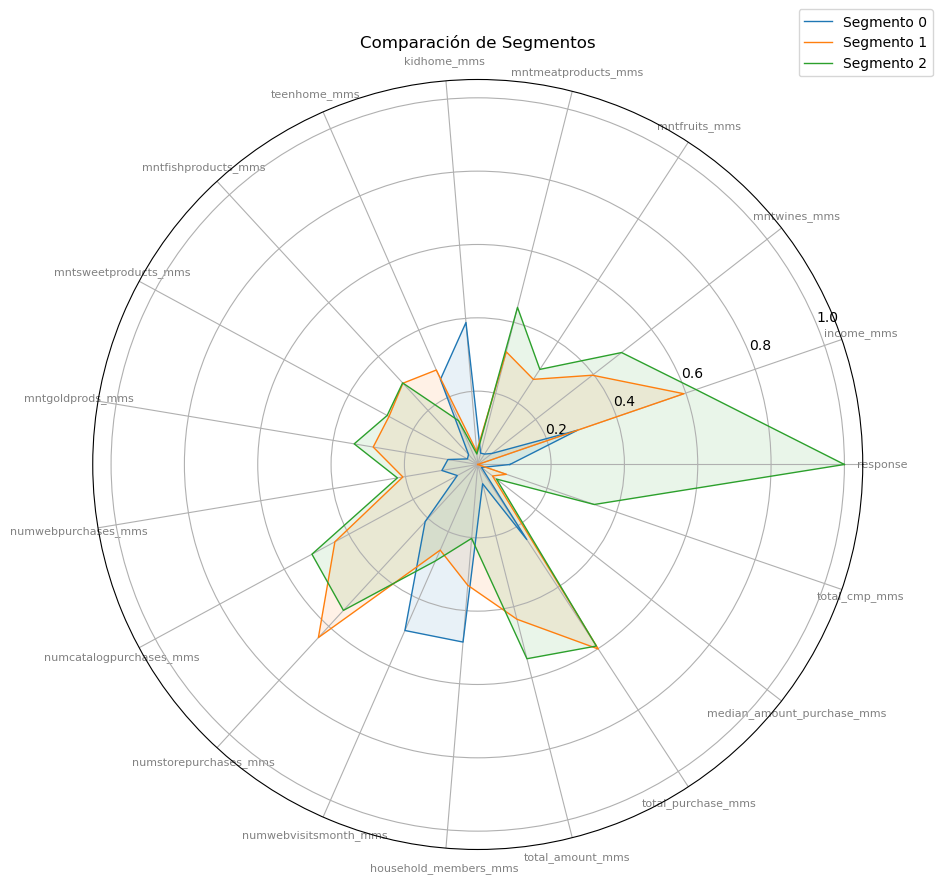 Segmento 0
Segmento 1
Segmento 2
Comparación de Segmentos
kidhome_mms
mntmeatproducts_mms
teenhome_mms
mntfruits_mms
mntfishproducts_mms
mntwines_mms
mntsweetproducts_mms
1.0
income_mms
0.8
0.6
mntgoldprods_mms
0.4
0.2
response
numwebpurchases_mms
total_cmp_mms
numcatalogpurchases_mms
median_amount_purchase_mms
numstorepurchases_mms
total_purchase_mms
numwebvisitsmonth_mms
total_amount_mms
household_members_mms